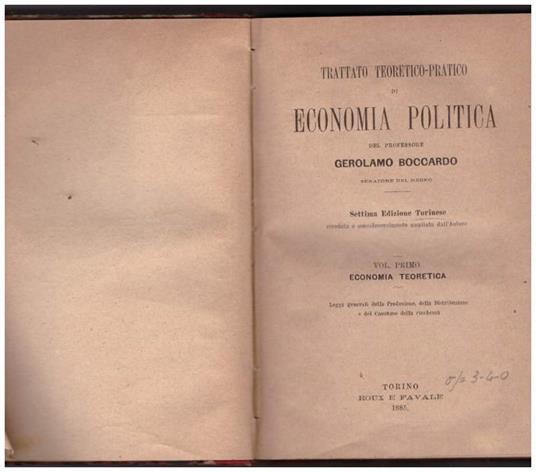 TRATTATO TEORETICO-PRATICO
DI
ECONOMIA POLITICA
DEL PROFESSORE
GEROLAMO BOCCARDO
SENATORE DEL REGNO
Settima Edizione Torinese
riveduta e considerevolmente ampliata dall'Autore
VOL. PRIMO
ECONOMIA TEORETICA
Leggi generali della Produzione, della Distribuzione
e del Consumo della ricchezza
3-40
TORINO
ROUX E FAVALE
1885.